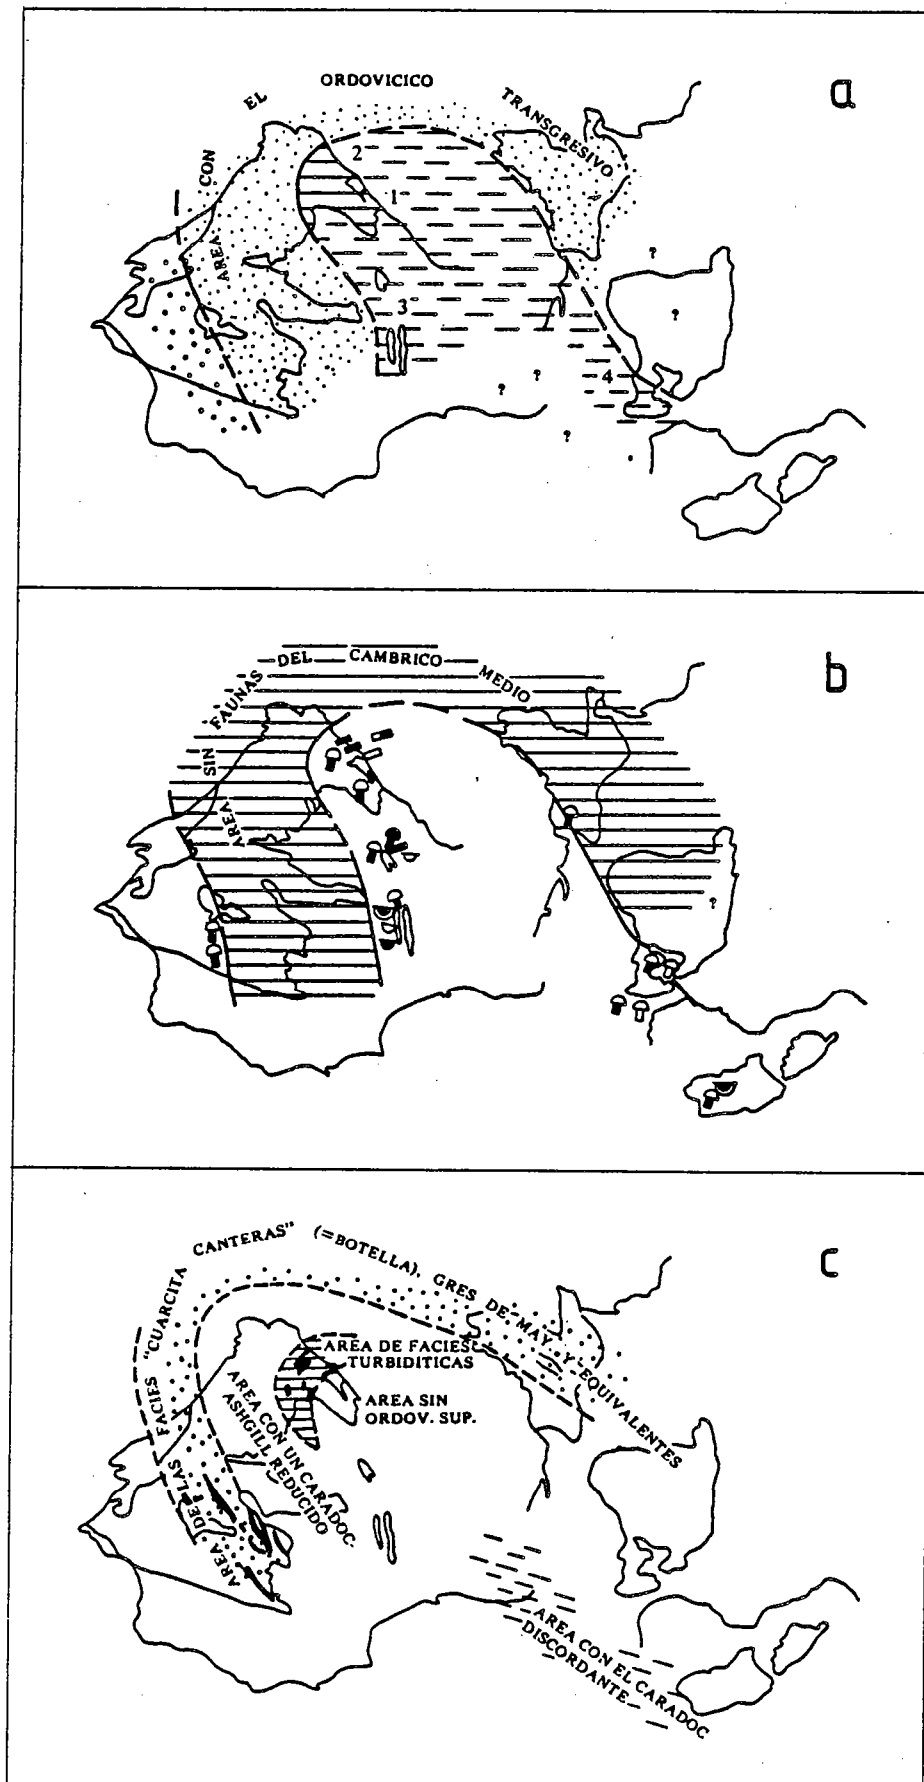 a
AREA CON EL ORDOVICICO TRANSGRESIVO
2
1
3
4
?
?
?
?
?
b
AREA SIN FAUNAS DEL CAMBRICO MEDIO
?
c
AREA DE LAS FACIES "CUARCITA CANTERAS" (=BOTELLA), GRES DE MAY Y EQUIVALENTES
AREA DE FACIES
TURBIDITICAS
AREA SIN
ORDOV. SUP.
AREA CON UN CARADOC-
ASHGILL REDUCIDO
AREA CON EL CARADOC
DISCORDANTE